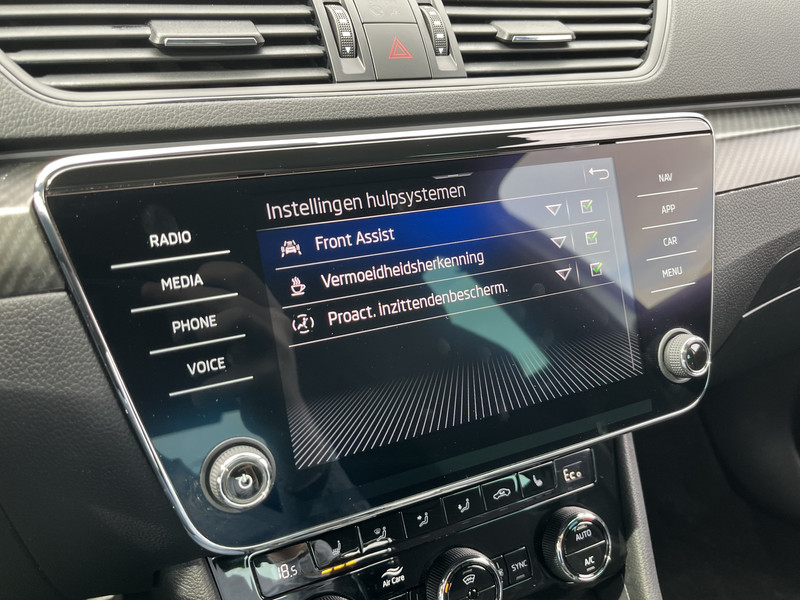 Instellingen hulpsystemen
Front Assist
Vermoeidheidsherkenning
Proact. inzittendenbescherm.
RADIO
MEDIA
PHONE
VOICE
NAV
APP
CAR
MENU
Eco
18.5
Air Care
SYNC
AUTO
A/C